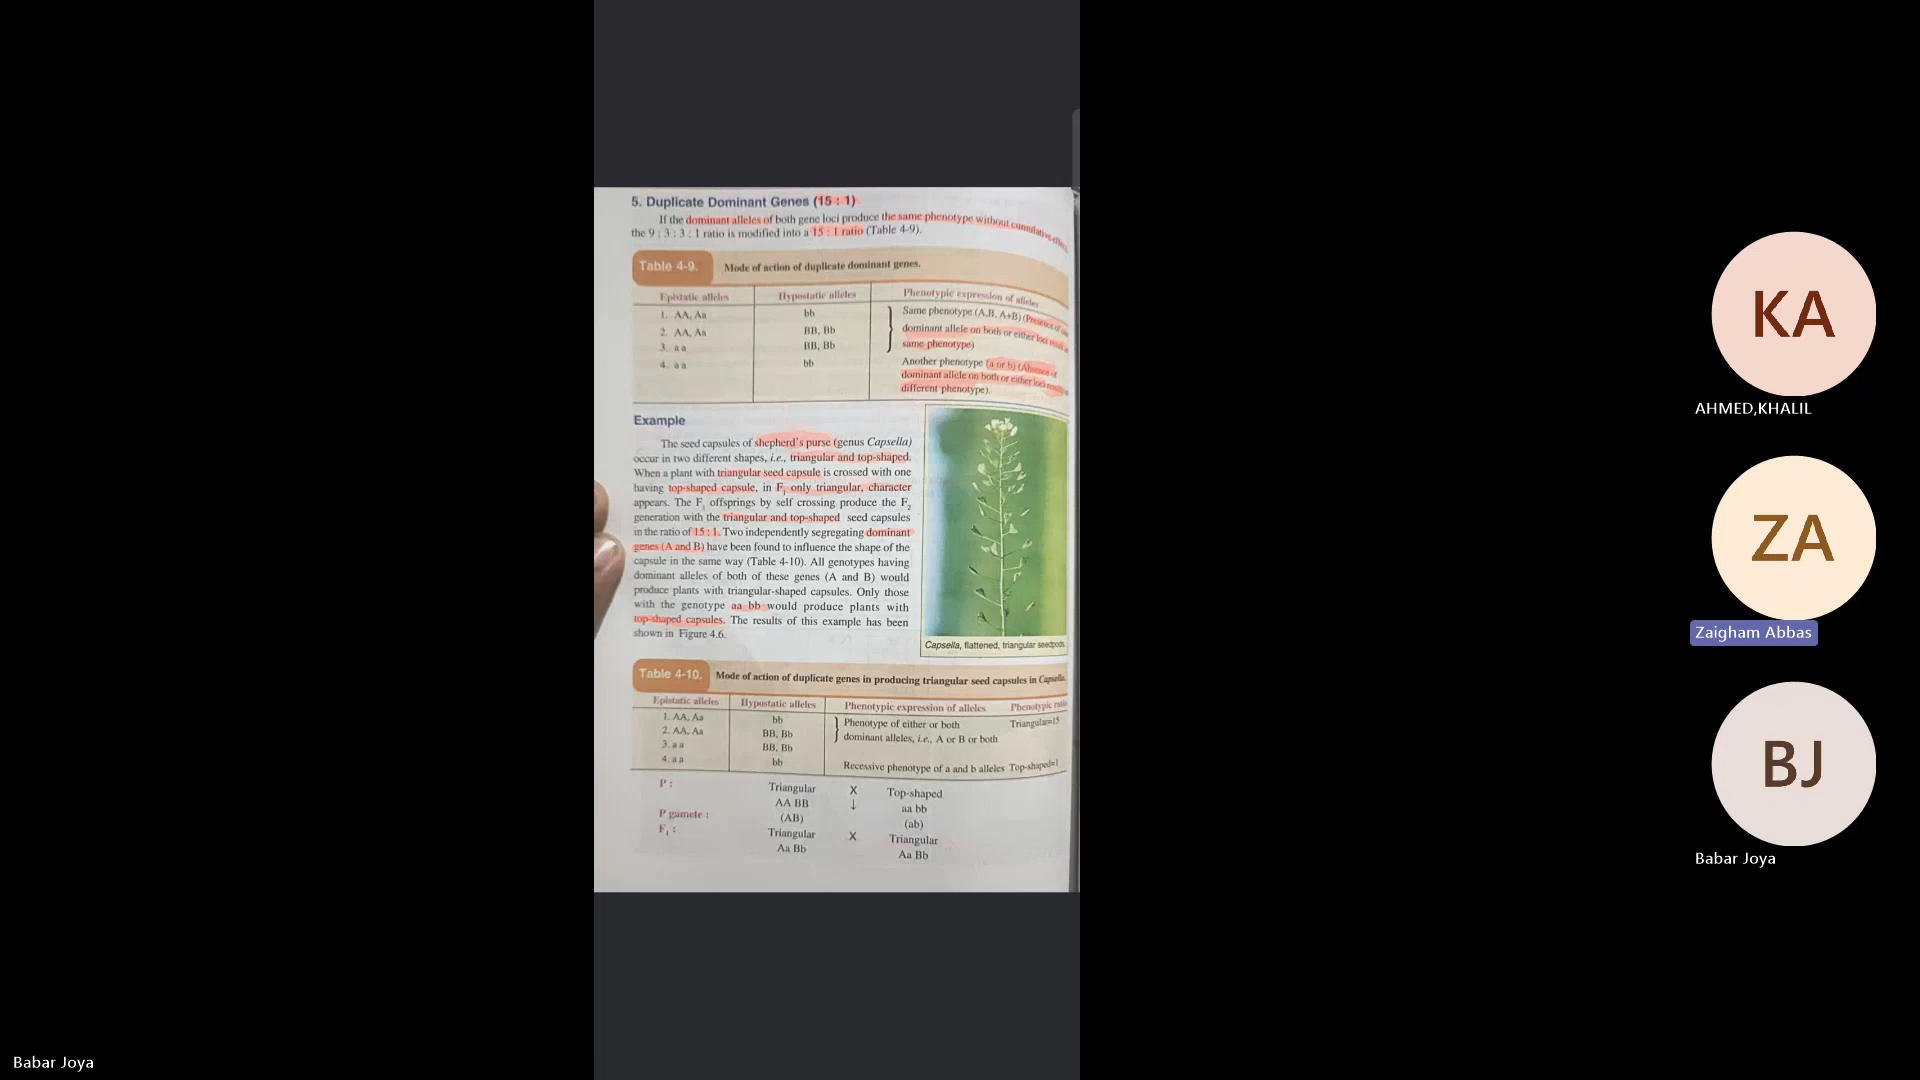 5. Duplicate Dominant Genes (15 : 1)
If the dominant alleles of both gene loci produce the same phenotype without cumulative
the 9 : 3 : 3 : 1 ratio is modified into a 15 : 1 ratio (Table 4-9).
Table 4-9. Mode of action of duplicate dominant genes.
Epistatic alleles Hypostatic alleles Phenotypic expression of alleles
1. AA, Aa bb Same phenotype (A,B, A+B) (Presence of
2. AA, Aa BB, Bb dominant allele on both or either loci
3. a a BB, Bb same phenotype)
4. a a bb Another phenotype (a or b) (Absence of
dominant allele on both or either loci
different phenotype).
Example
The seed capsules of shepherd's purse (genus Capsella)
occur in two different shapes, i.e., triangular and top-shaped.
When a plant with triangular seed capsule is crossed with one
having top-shaped capsule, in F1 only triangular, character
appears. The F1 offsprings by self crossing produce the F2
generation with the triangular and top-shaped seed capsules
in the ratio of 15 : 1. Two independently segregating dominant
genes (A and B) have been found to influence the shape of the
capsule in the same way (Table 4-10). All genotypes having
dominant alleles of both of these genes (A and B) would
produce plants with triangular-shaped capsules. Only those
with the genotype aa bb would produce plants with
top-shaped capsules. The results of this example has been
shown in Figure 4.6.
Capsella, flattened, triangular seedpods.
Table 4-10. Mode of action of duplicate genes in producing triangular seed capsules in Capsella.
Epistatic alleles Hypostatic alleles Phenotypic expression of alleles Phenotypic ratio
1. AA, Aa bb Phenotype of either or both Triangular=15
2. AA, Aa BB, Bb dominant alleles, i.e., A or B or both
3. a a BB, Bb
4. a a bb Recessive phenotype of a and b alleles Top-shaped=1
P : Triangular X Top-shaped
AA BB ↓ aa bb
P gamete : (AB) (ab)
F1 : Triangular X Triangular
Aa Bb Aa Bb
KA
AHMED,KHALIL
ZA
Zaigham Abbas
BJ
Babar Joya
Babar Joya